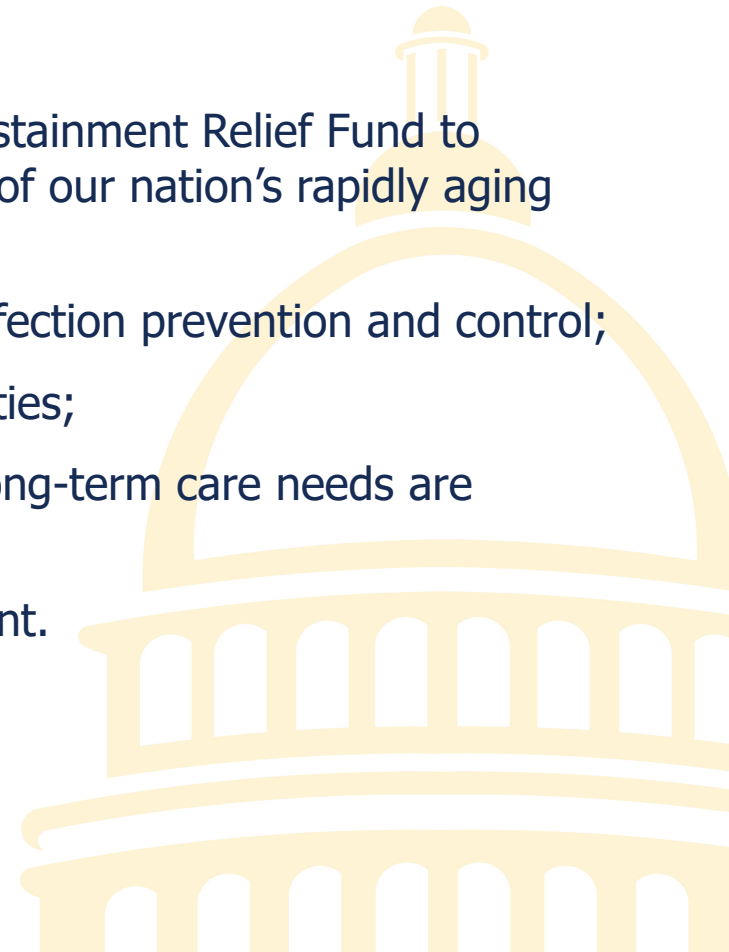 stainment Relief Fund to
of our nation’s rapidly aging
fection prevention and control;
ties;
ong-term care needs are
nt.